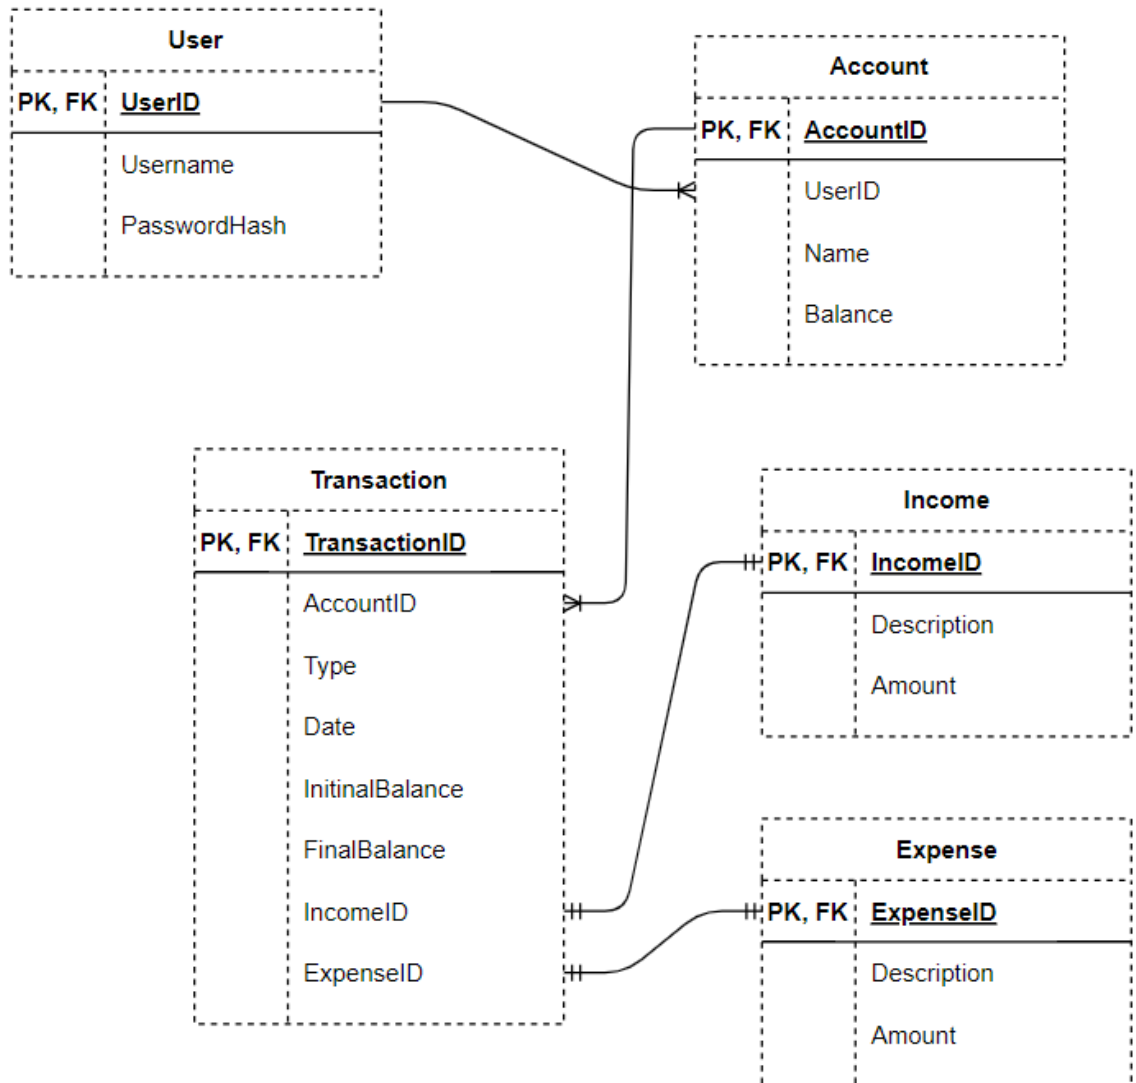 User
PK, FK UserID
Username
PasswordHash
Account
PK, FK AccountID
UserID
Name
Balance
Transaction
PK, FK TransactionID
AccountID
Type
Date
InitinalBalance
FinalBalance
IncomeID
ExpenseID
Income
PK, FK IncomeID
Description
Amount
Expense
PK, FK ExpenseID
Description
Amount